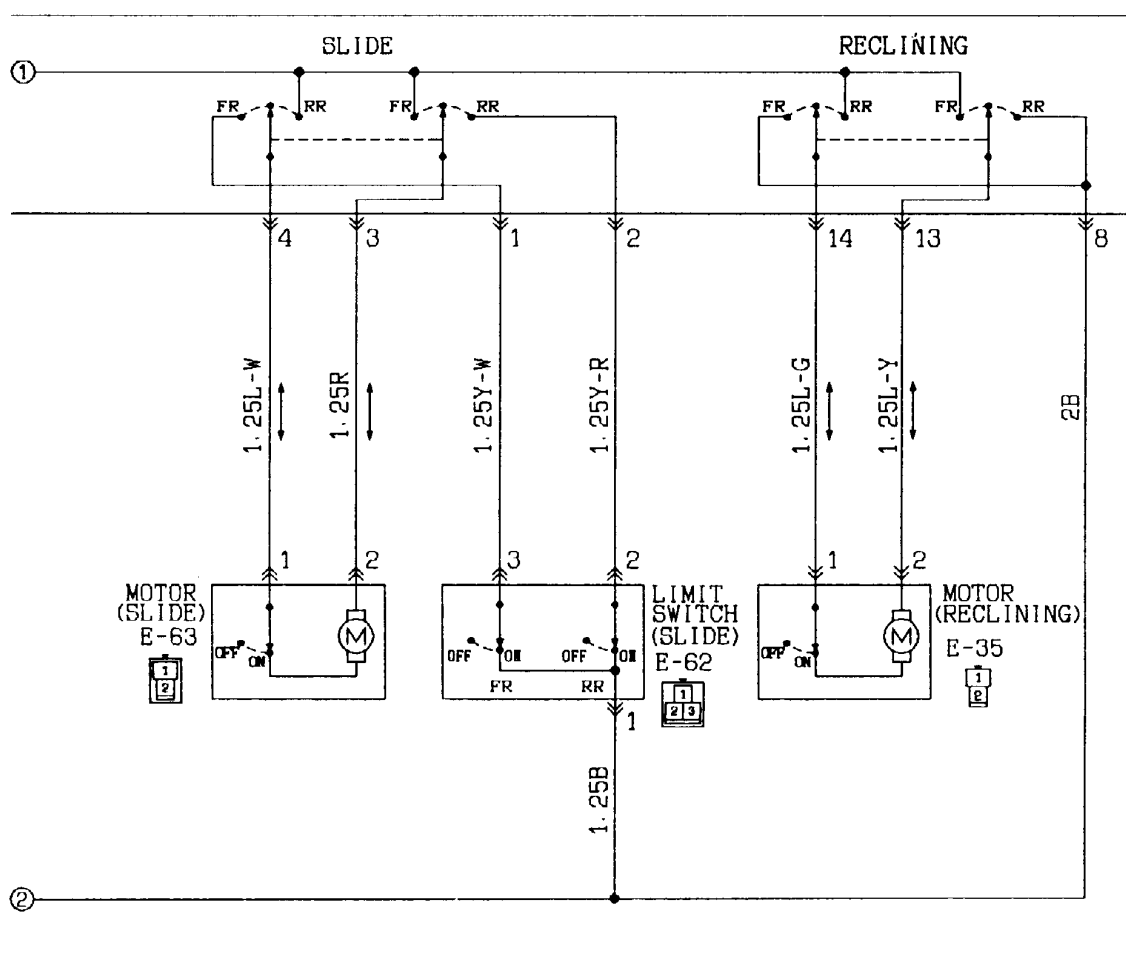 SLIDE
RECLINING
①
FR
RR
FR
RR
FR
RR
FR
RR
4
3
1
2
14
13
8
1.25L-W
1.25R
1.25Y-W
1.25Y-R
1.25L-G
1.25L-Y
2B
1
2
3
2
1
2
MOTOR
(SLIDE)
E-63
1
2
OFF
ON
M
OFF
ON
OFF
ON
FR
RR
LIMIT
SWITCH
(SLIDE)
E-62
1
2 3
1
OFF
ON
M
MOTOR
(RECLINING)
E-35
1
2
1.25B
②